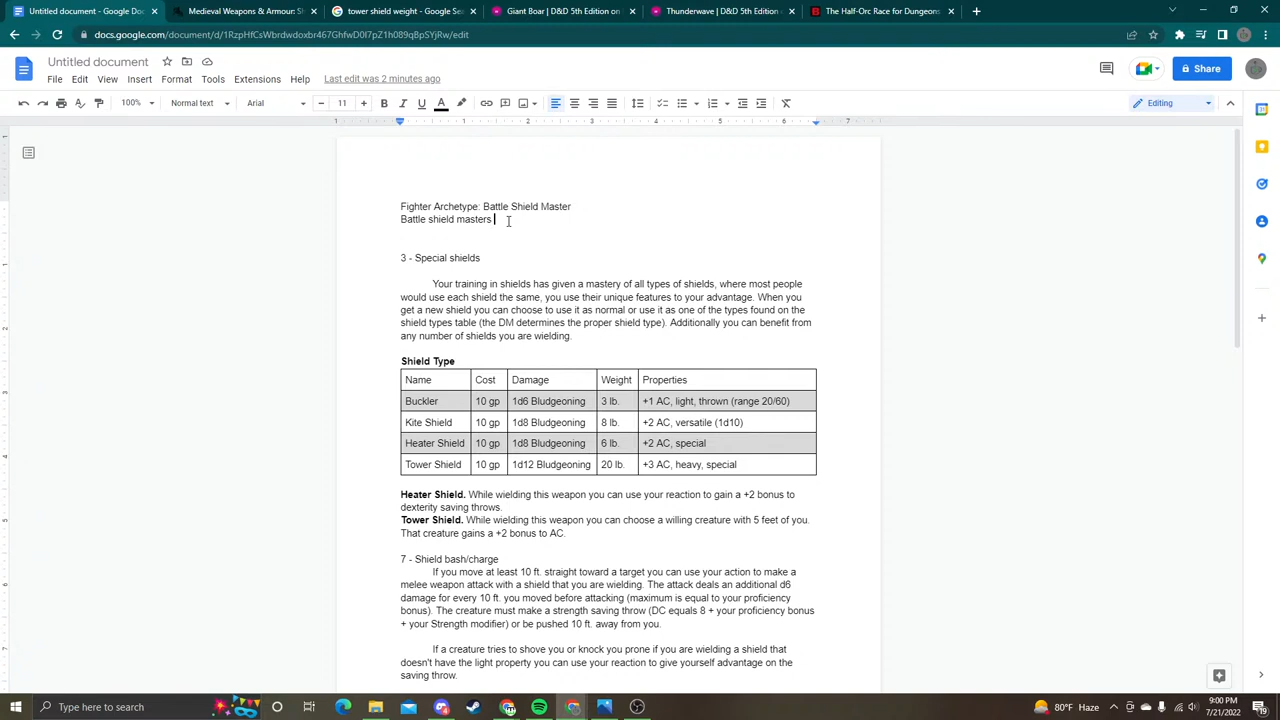 Untitled document - Google Doc
Medieval Weapons & Armour: Sh
tower shield weight - Google Sea
Giant Boar | D&D 5th Edition on
Thunderwave | D&D 5th Edition
The Half-Orc Race for Dungeons
docs.google.com/document/d/1RzpHfCsWbrdwdoxbr467GhfwD0I7pZ1h089qBpSYjRw/edit
Untitled document
File Edit View Insert Format Tools Extensions Help Last edit was 2 minutes ago
Share
100% Normal text Arial 11 Editing
1 1 2 3 4 5 6 7
Fighter Archetype: Battle Shield Master
Battle shield masters
3 - Special shields
Your training in shields has given a mastery of all types of shields, where most people
would use each shield the same, you use their unique features to your advantage. When you
get a new shield you can choose to use it as normal or use it as one of the types found on the
shield types table (the DM determines the proper shield type). Additionally you can benefit from
any number of shields you are wielding.
Shield Type
Name Cost Damage Weight Properties
Buckler 10 gp 1d6 Bludgeoning 3 lb. +1 AC, light, thrown (range 20/60)
Kite Shield 10 gp 1d8 Bludgeoning 8 lb. +2 AC, versatile (1d10)
Heater Shield 10 gp 1d8 Bludgeoning 6 lb. +2 AC, special
Tower Shield 10 gp 1d12 Bludgeoning 20 lb. +3 AC, heavy, special
Heater Shield. While wielding this weapon you can use your reaction to gain a +2 bonus to
dexterity saving throws.
Tower Shield. While wielding this weapon you can choose a willing creature with 5 feet of you.
That creature gains a +2 bonus to AC.
7 - Shield bash/charge
If you move at least 10 ft. straight toward a target you can use your action to make a
melee weapon attack with a shield that you are wielding. The attack deals an additional d6
damage for every 10 ft. you moved before attacking (maximum is equal to your proficiency
bonus). The creature must make a strength saving throw (DC equals 8 + your proficiency bonus
+ your Strength modifier) or be pushed 10 ft. away from you.
If a creature tries to shove you or knock you prone if you are wielding a shield that
doesn't have the light property you can use your reaction to give yourself advantage on the
saving throw.
Type here to search
80°F Haze
9:00 PM
7/21/2022